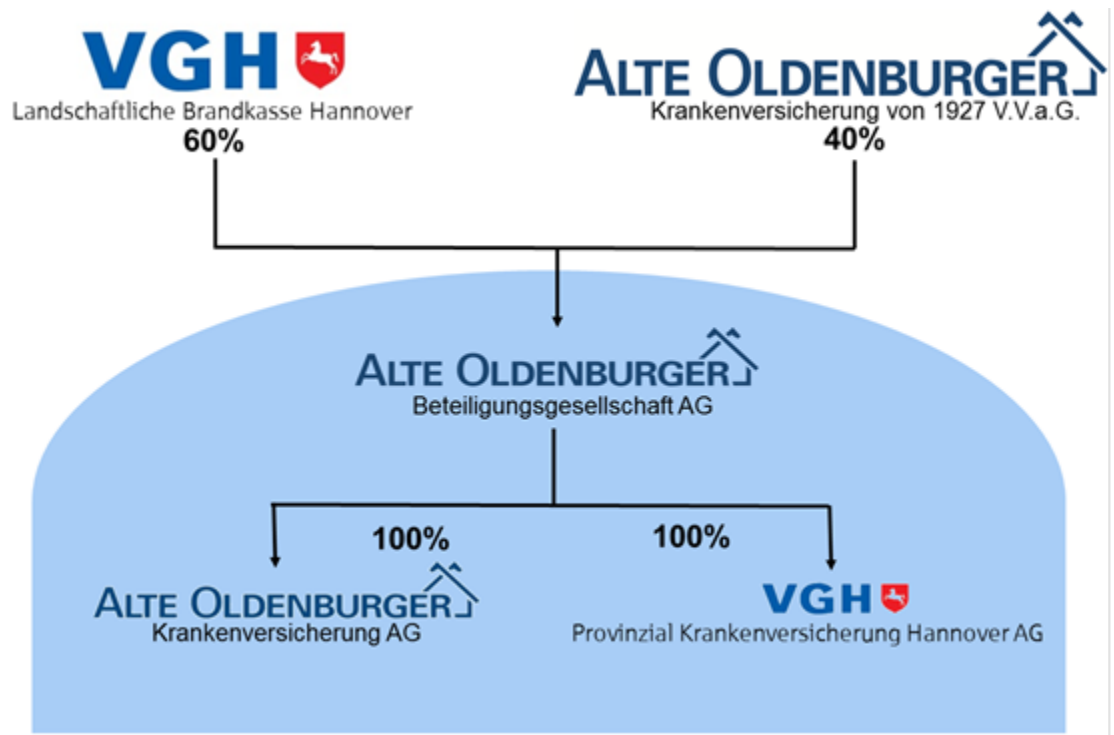 VGH
Landschaftliche Brandkasse Hannover
60%
ALTE OLDENBURGER
Krankenversicherung von 1927 V.V.a.G.
40%
ALTE OLDENBURGER
Beteiligungsgesellschaft AG
100%
100%
ALTE OLDENBURGER
Krankenversicherung AG
VGH
Provinzial Krankenversicherung Hannover AG